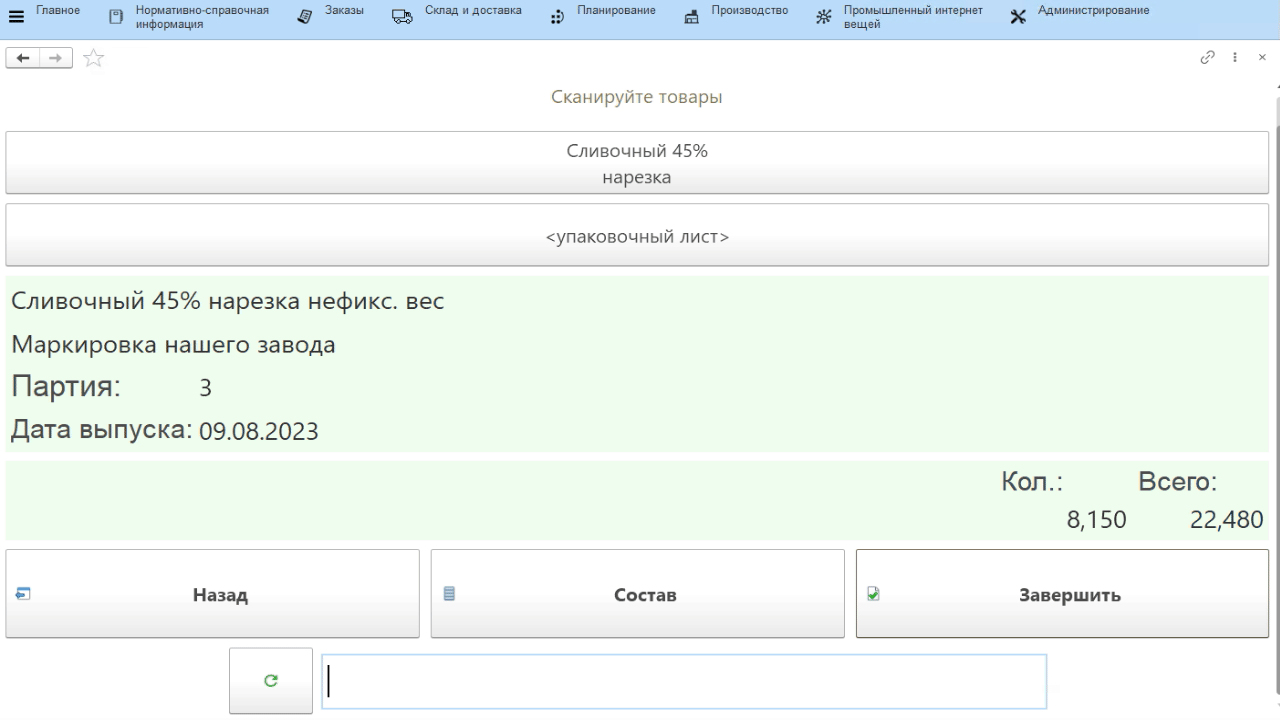 Главное
Нормативно-справочная
информация
Заказы
Склад и доставка
Планирование
Производство
Промышленный интернет
вещей
Администрирование
Сканируйте товары
Сливочный 45%
нарезка
<упаковочный лист>
Сливочный 45% нарезка нефикс. вес
Маркировка нашего завода
Партия: 3
Дата выпуска: 09.08.2023
Кол.: Всего:
8,150 22,480
Назад Состав Завершить